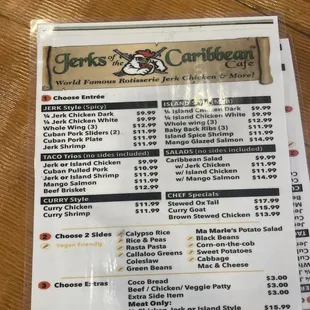 Jerks of the Caribbean
Cafe
World Famous Rotisserie Jerk Chicken & More!
1 Choose Entrée
JERK STYLE (Spicy)
¼ Jerk Chicken Dark $9.99
¼ Jerk Chicken White $9.99
Whole Wing (3) $12.99
Cuban Pork Sliders (2) $11.99
Cuban Pork Plate $11.99
Jerk Shrimp $11.99
TACO Trios (no sides included)
Jerk or Island Chicken $9.99
Cuban Pulled Pork $10.99
Jerk or Island Shrimp $11.99
Mango Salmon $11.99
Beef Brisket $12.99
CURRY STYLE
Curry Chicken $11.99
Curry Shrimp $11.99
ISLAND
¼ Island Chicken Dark $9.99
¼ Island Chicken White $9.99
Whole wing (3) $12.99
Baby Back Ribs (3) $11.99
Island Spice Shrimp $11.99
Mango Glazed Salmon
SALADS (no sides included)
Caribbean Salad $9.99
w/ Jerk Chicken $11.99
w/ Island Chicken $11.99
w/ Mango Salmon $14.99
CHEF Specials
Stewed Ox Tail $17.99
Curry Goat $15.99
Brown Stewed Chicken $13.99
2 Choose 2 Sides
Vegan Friendly
Calypso Rice
Rice & Peas
Rasta Pasta
Callaloo Greens
Coleslaw
Green Beans
Ma Marie's Potato Salad
Black Beans
Corn-on-the-cob
Sweet Potatoes
Cabbage
Mac & Cheese
3 Choose Extras
Coco Bread $3.00
Beef / Chicken/ Veggie Patty $3.00
Extra Side Item $3.00
Meat Only:
Chicken Jerk or Island Style $15.99